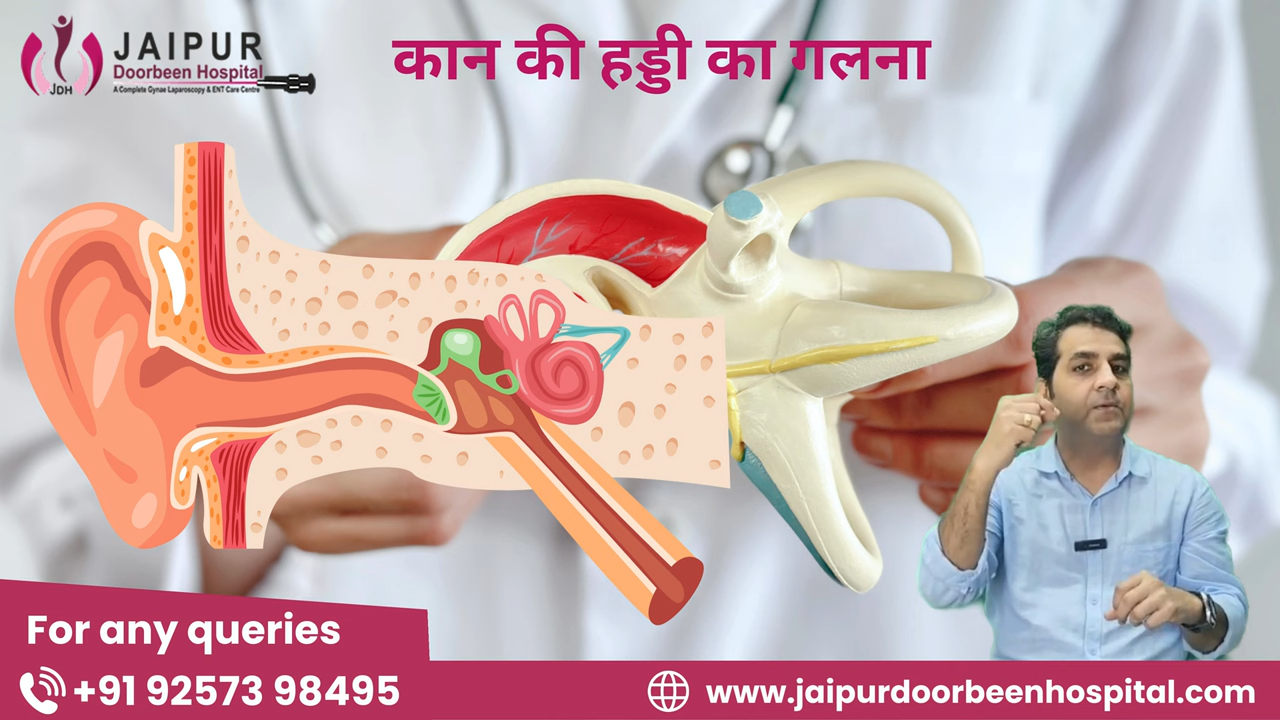 JAIPUR
Doorbeen Hospital
JDH
A Complete Gynae Laparoscopy & ENT Care Centre
कान की हड्डी का गलना
For any queries
+91 92573 98495
www.jaipurdoorbeenhospital.com